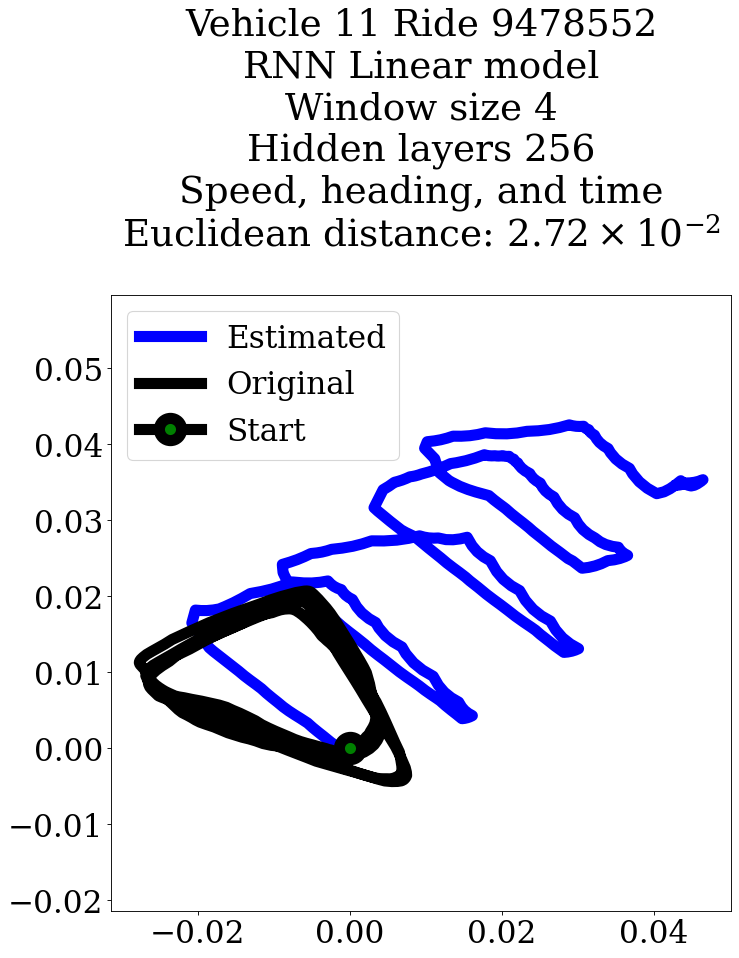 Vehicle 11 Ride 9478552
RNN Linear model
Window size 4
Hidden layers 256
Speed, heading, and time
Euclidean distance: 2.72 × 10⁻²
Estimated
Original
Start
0.05
0.04
0.03
0.02
0.01
0.00
−0.01
−0.02
−0.02 0.00 0.02 0.04